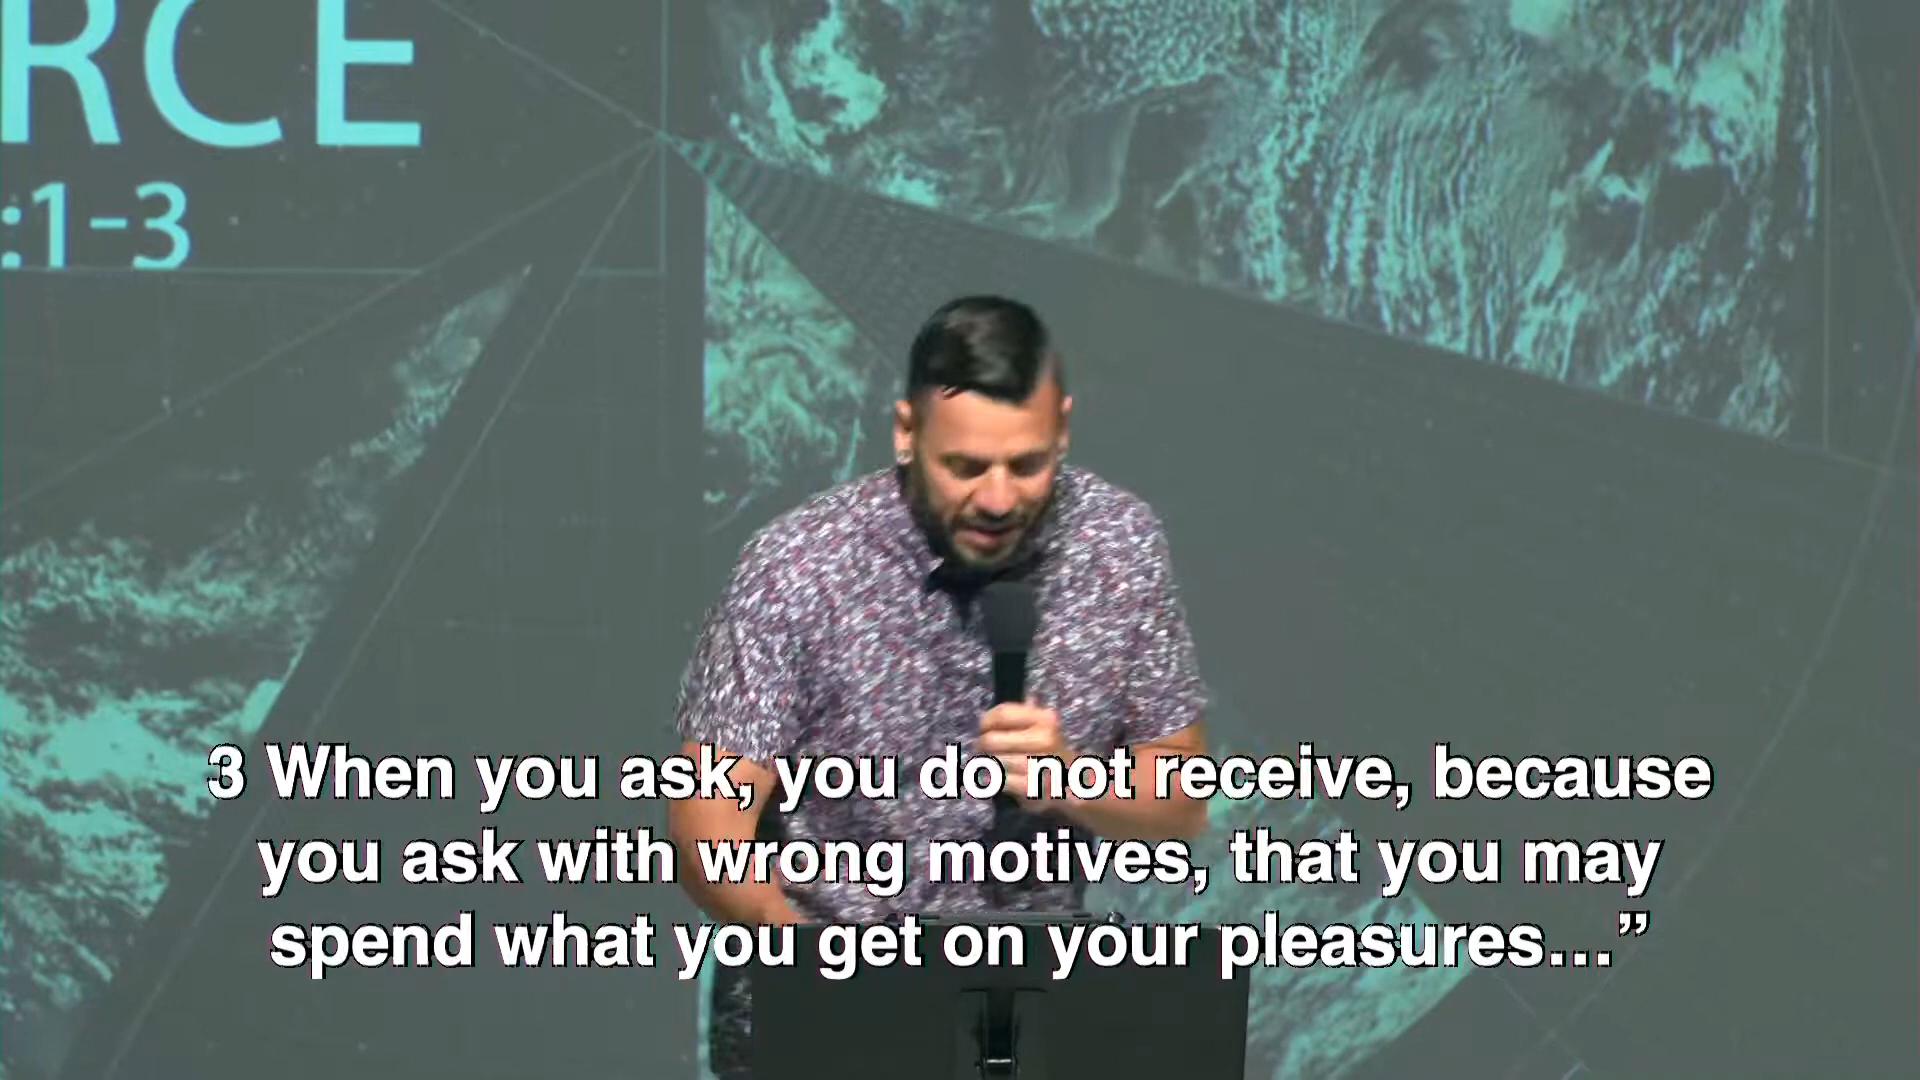 RCE
:1-3
3 When you ask, you do not receive, because
you ask with wrong motives, that you may
spend what you get on your pleasures…”